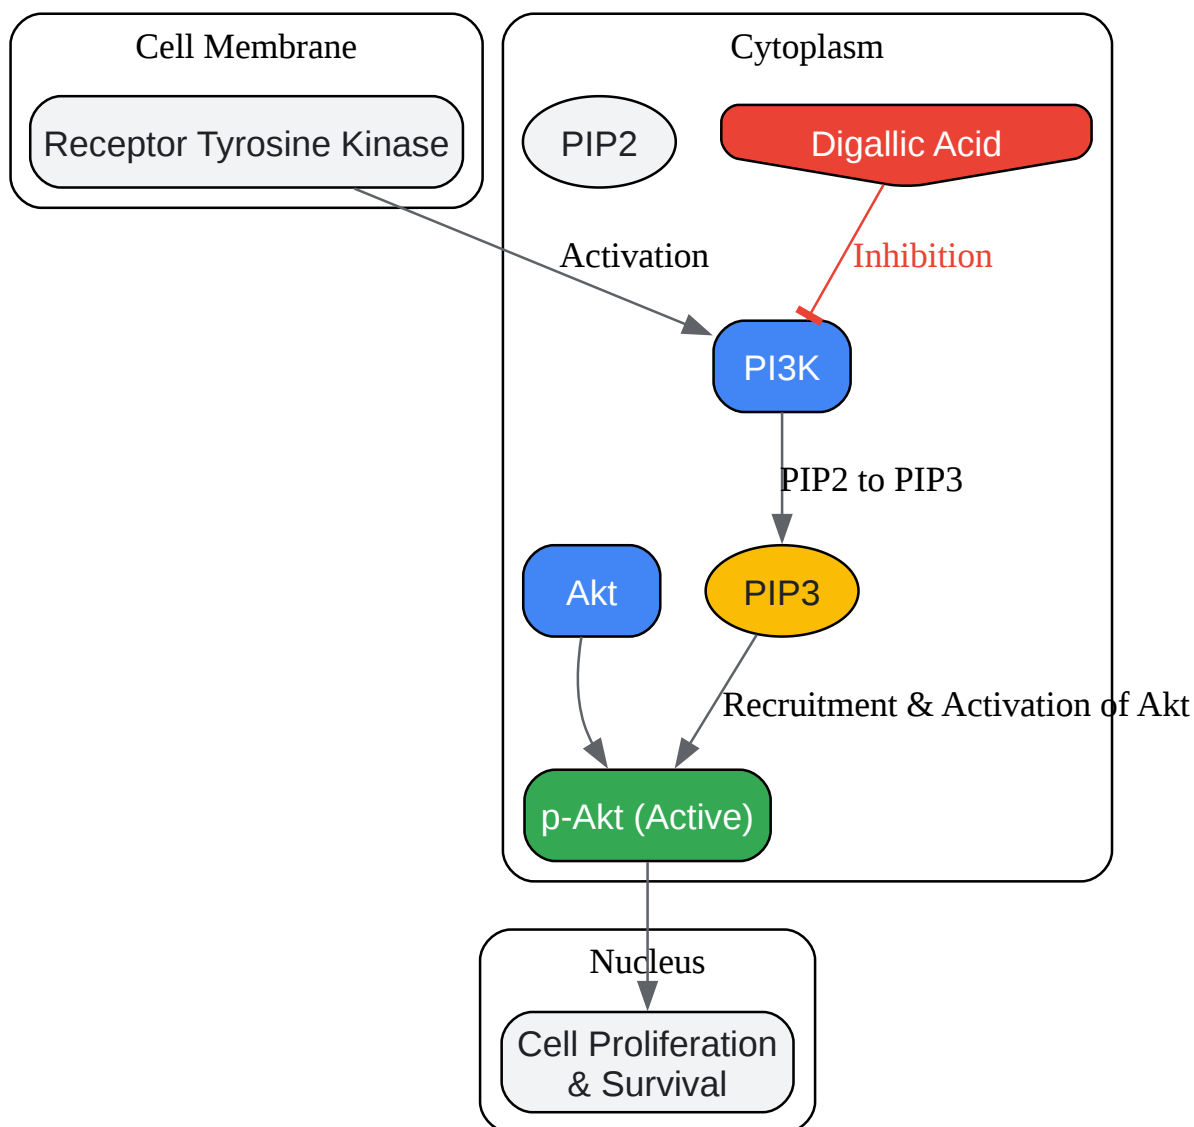 Cell Membrane
Cytoplasm
Receptor Tyrosine Kinase
PIP2
Digallic Acid
Activation
Inhibition
PI3K
PIP2 to PIP3
Akt
PIP3
Recruitment & Activation of Akt
p-Akt (Active)
Nucleus
Cell Proliferation
& Survival